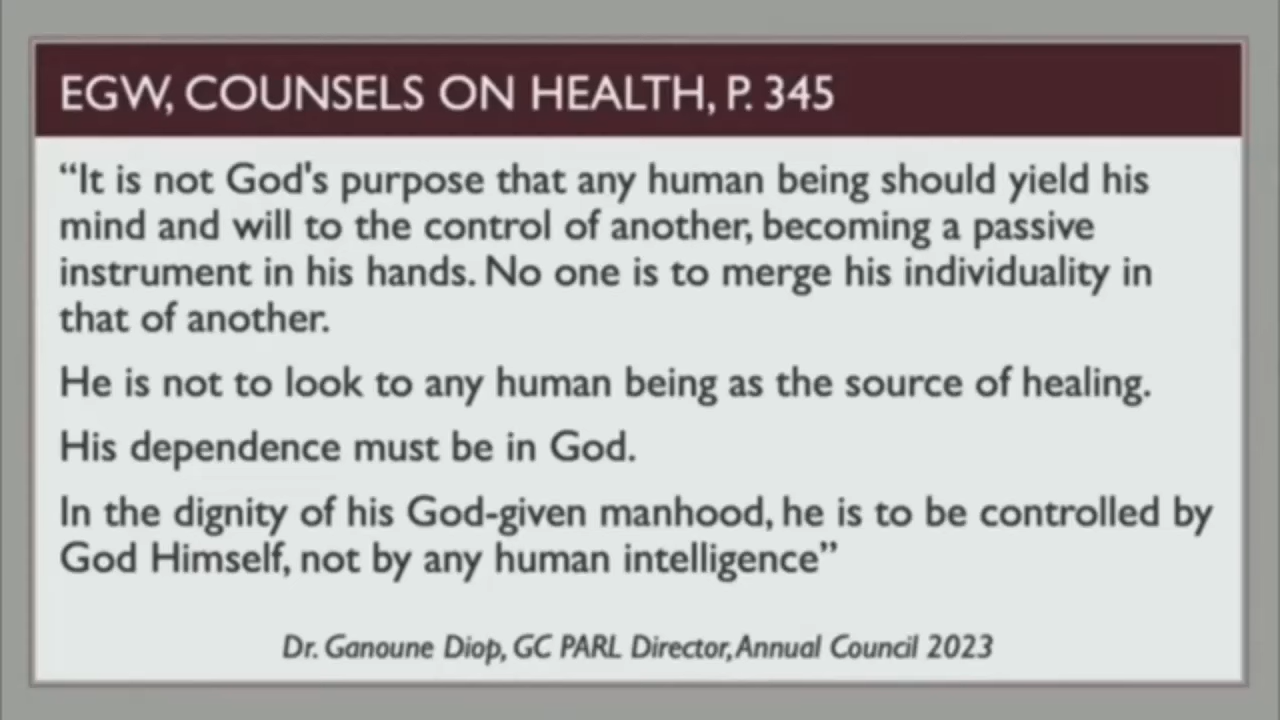 EGW, COUNSELS ON HEALTH, P. 345
“It is not God's purpose that any human being should yield his
mind and will to the control of another, becoming a passive
instrument in his hands. No one is to merge his individuality in
that of another.
He is not to look to any human being as the source of healing.
His dependence must be in God.
In the dignity of his God-given manhood, he is to be controlled by
God Himself, not by any human intelligence”
Dr. Ganoune Diop, GC PARL Director, Annual Council 2023